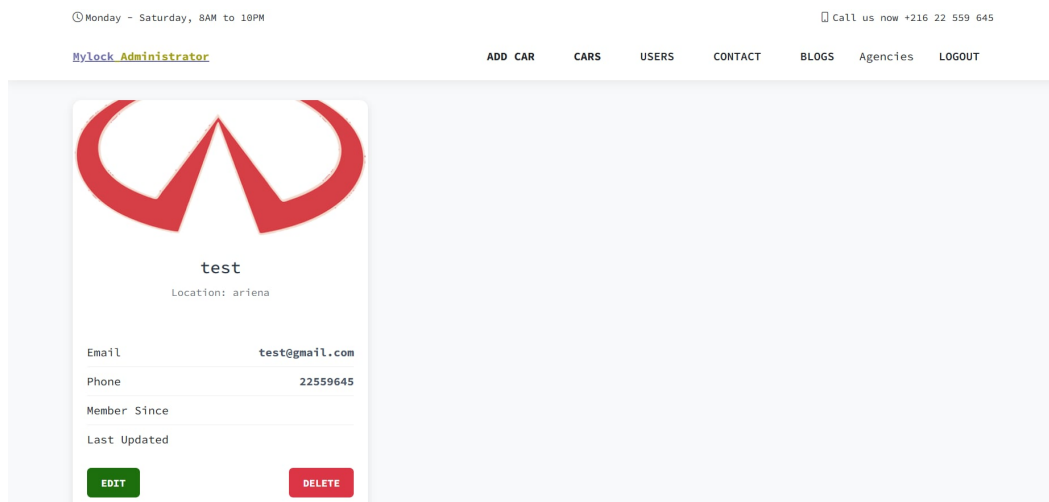 Monday - Saturday, 8AM to 10PM
Call us now +216 22 559 645
Mylock Administrator
ADD CAR CARS USERS CONTACT BLOGS Agencies LOGOUT
test
Location: ariena
Email test@gmail.com
Phone 22559645
Member Since
Last Updated
EDIT DELETE